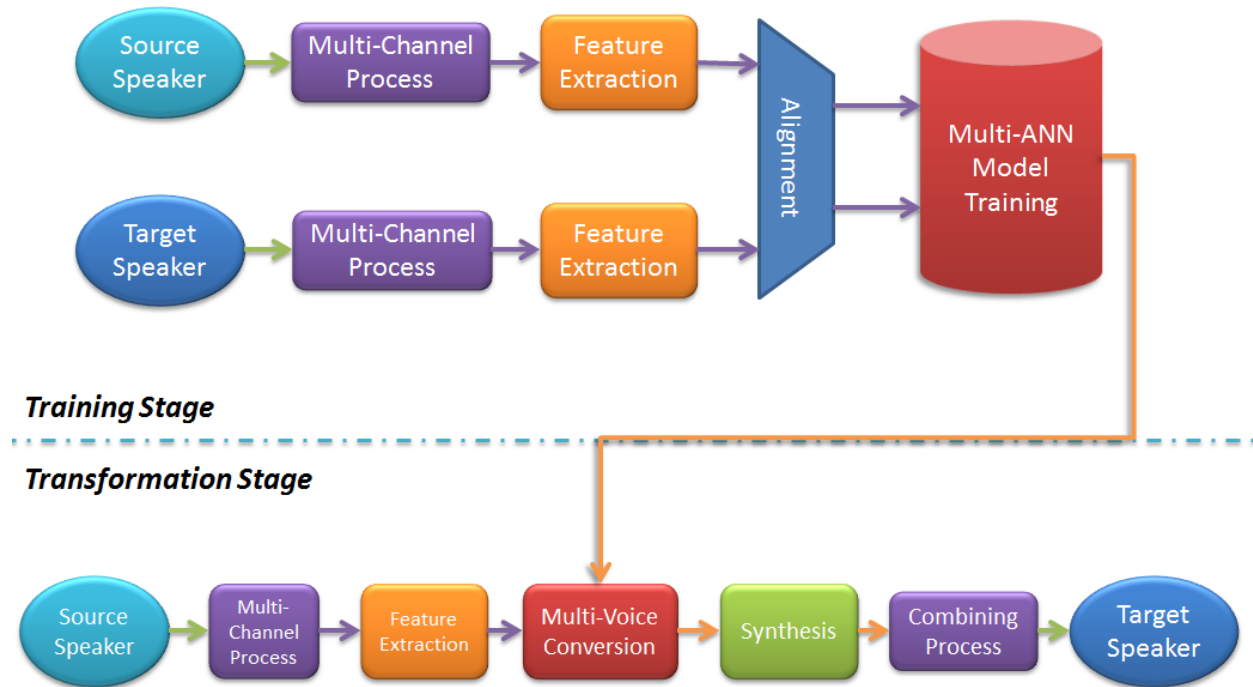 Source
Speaker
Multi-Channel
Process
Feature
Extraction
Alignment
Multi-ANN
Model
Training
Target
Speaker
Multi-Channel
Process
Feature
Extraction
Training Stage
Transformation Stage
Source
Speaker
Multi-
Channel
Process
Feature
Extraction
Multi-Voice
Conversion
Synthesis
Combining
Process
Target
Speaker